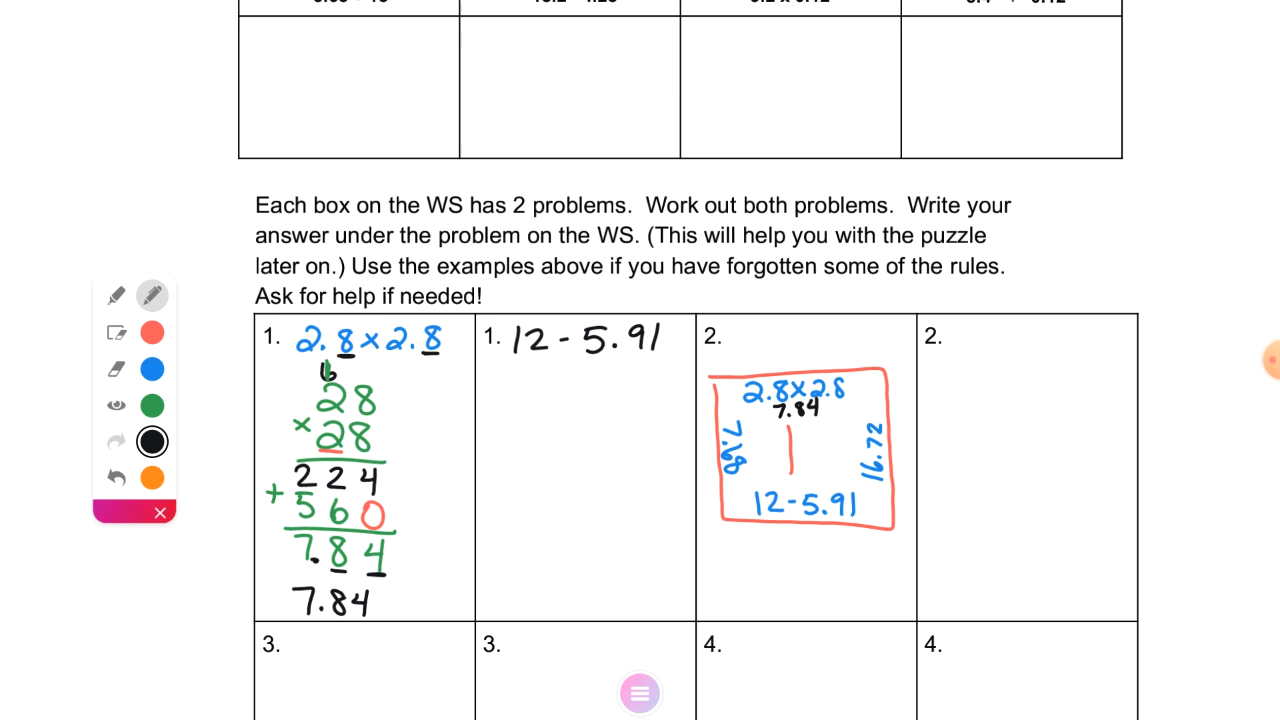 Each box on the WS has 2 problems. Work out both problems. Write your
answer under the problem on the WS. (This will help you with the puzzle
later on.) Use the examples above if you have forgotten some of the rules.
Ask for help if needed!
1. 2.8 x 2.8
6
28
x 28
224
+ 560
7.84
7.84
1. 12 - 5.91
2.
2.8 x 2.8
7.84
7.98
16.72
12 - 5.91
2.
3.
3.
4.
4.